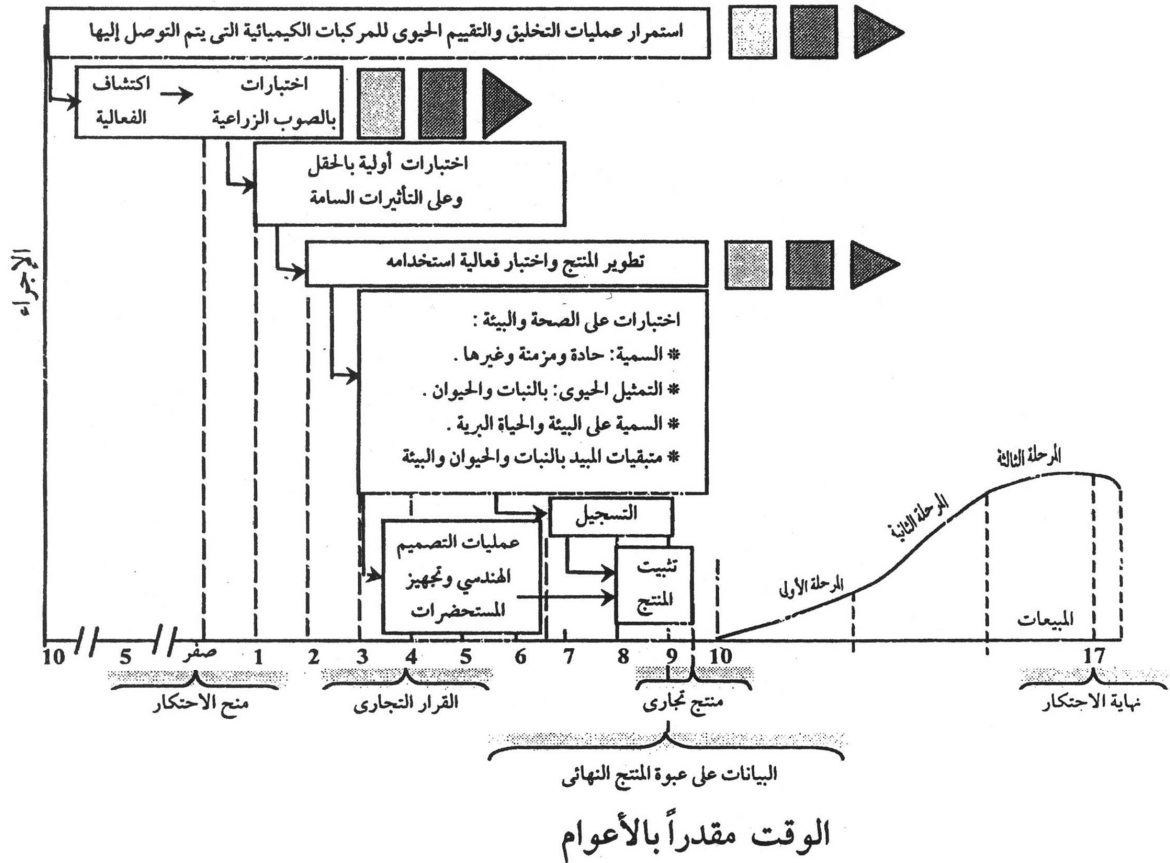 استمرار عمليات التخليق والتقييم الحيوى للمركبات الكيميائية التى يتم التوصل إليها
اكتشاف
الفعالية
اختبارات
بالصوب الزراعية
اختبارات أولية بالحقل
وعلى التأثيرات السامة
تطوير المنتج واختبار فعالية استخدامه
اختبارات على الصحة والبيئة :
* السمية: حادة ومزمنة وغيرها .
* التمثيل الحيوى: بالنبات والحيوان .
* السمية على البيئة والحياة البرية .
* متبقيات المبيد بالنبات والحيوان والبيئة
التسجيل
عمليات التصميم
الهندسي وتجهيز
المستحضرات
تثبيت
المنتج
الإجراء
المرحلة الأولى
المرحلة الثانية
المرحلة الثالثة
المبيعات
10 5 صفر 1 2 3 4 5 6 7 8 9 10 17
منح الاحتكار
القرار التجارى
منتج تجارى
نهاية الاحتكار
البيانات على عبوة المنتج النهائى
الوقت مقدراً بالأعوام